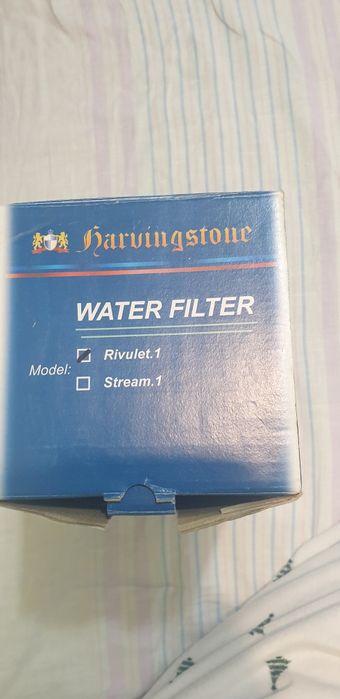 Harvingstone
WATER FILTER
Model:
Rivulet.1
Stream.1